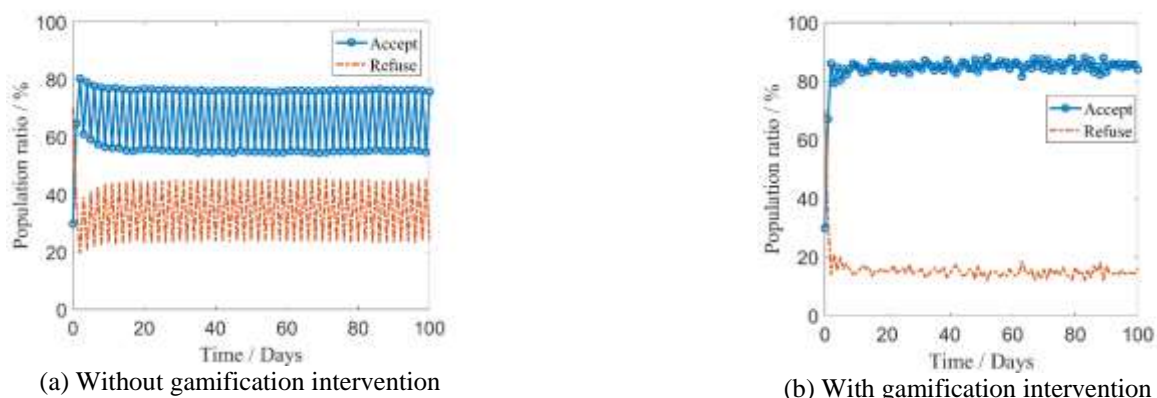 100
80
60
40
20
0
Population ratio / %
Accept
Refuse
0 20 40 60 80 100
Time / Days
(a) Without gamification intervention
100
80
60
40
20
0
Population ratio / %
Accept
Refuse
0 20 40 60 80 100
Time / Days
(b) With gamification intervention